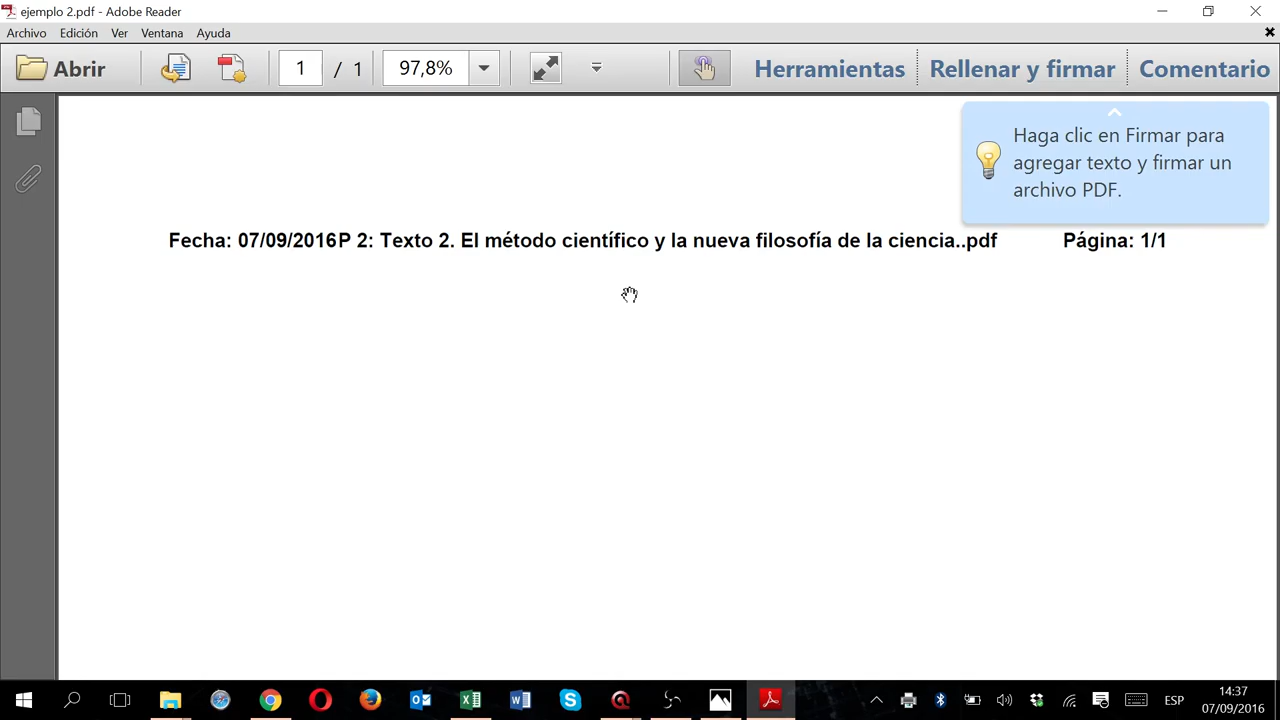 ejemplo 2.pdf - Adobe Reader
Archivo Edición Ver Ventana Ayuda
Abrir 1 / 1 97,8% Herramientas Rellenar y firmar Comentario
Haga clic en Firmar para
agregar texto y firmar un
archivo PDF.
Fecha: 07/09/2016P 2: Texto 2. El método científico y la nueva filosofía de la ciencia..pdf Página: 1/1
ESP 14:37
07/09/2016